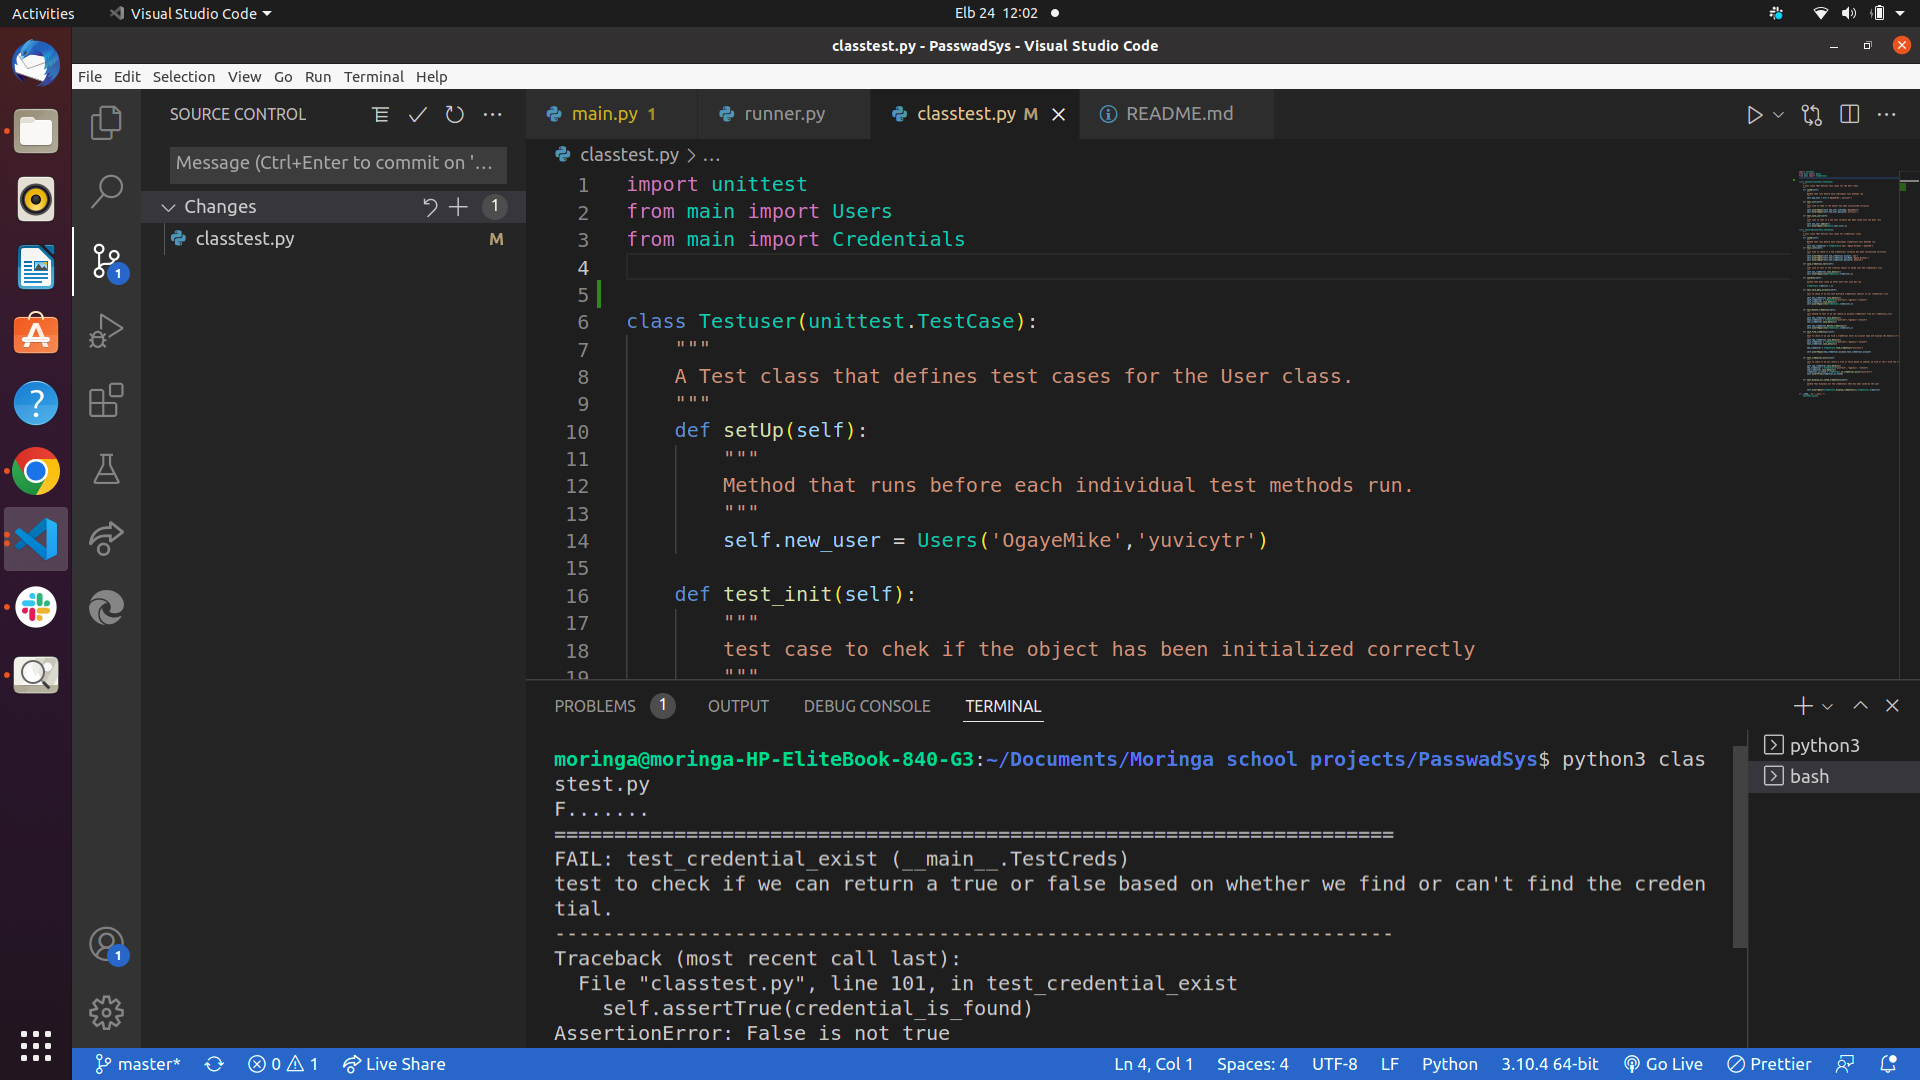 Activities
Visual Studio Code
Elb 24 12:02
classtest.py - PasswadSys - Visual Studio Code
File Edit Selection View Go Run Terminal Help
SOURCE CONTROL
Message (Ctrl+Enter to commit on '...
Changes 1
classtest.py M
1
1
main.py 1
runner.py
classtest.py M
README.md
classtest.py > ...
1 import unittest
2 from main import Users
3 from main import Credentials
4
5
6 class Testuser(unittest.TestCase):
7 """
8 A Test class that defines test cases for the User class.
9 """
10 def setUp(self):
11 """
12 Method that runs before each individual test methods run.
13 """
14 self.new_user = Users('OgayeMike','yuvicytr')
15
16 def test_init(self):
17 """
18 test case to chek if the object has been initialized correctly
19 """
PROBLEMS 1 OUTPUT DEBUG CONSOLE TERMINAL
moringa@moringa-HP-EliteBook-840-G3:~/Documents/Moringa school projects/PasswadSys$ python3 clas
stest.py
F.......
======================================================================
FAIL: test_credential_exist (__main__.TestCreds)
test to check if we can return a true or false based on whether we find or can't find the creden
tial.
----------------------------------------------------------------------
Traceback (most recent call last):
File "classtest.py", line 101, in test_credential_exist
self.assertTrue(credential_is_found)
AssertionError: False is not true
python3
bash
master* 0 1 Live Share
Ln 4, Col 1 Spaces: 4 UTF-8 LF Python 3.10.4 64-bit Go Live Prettier